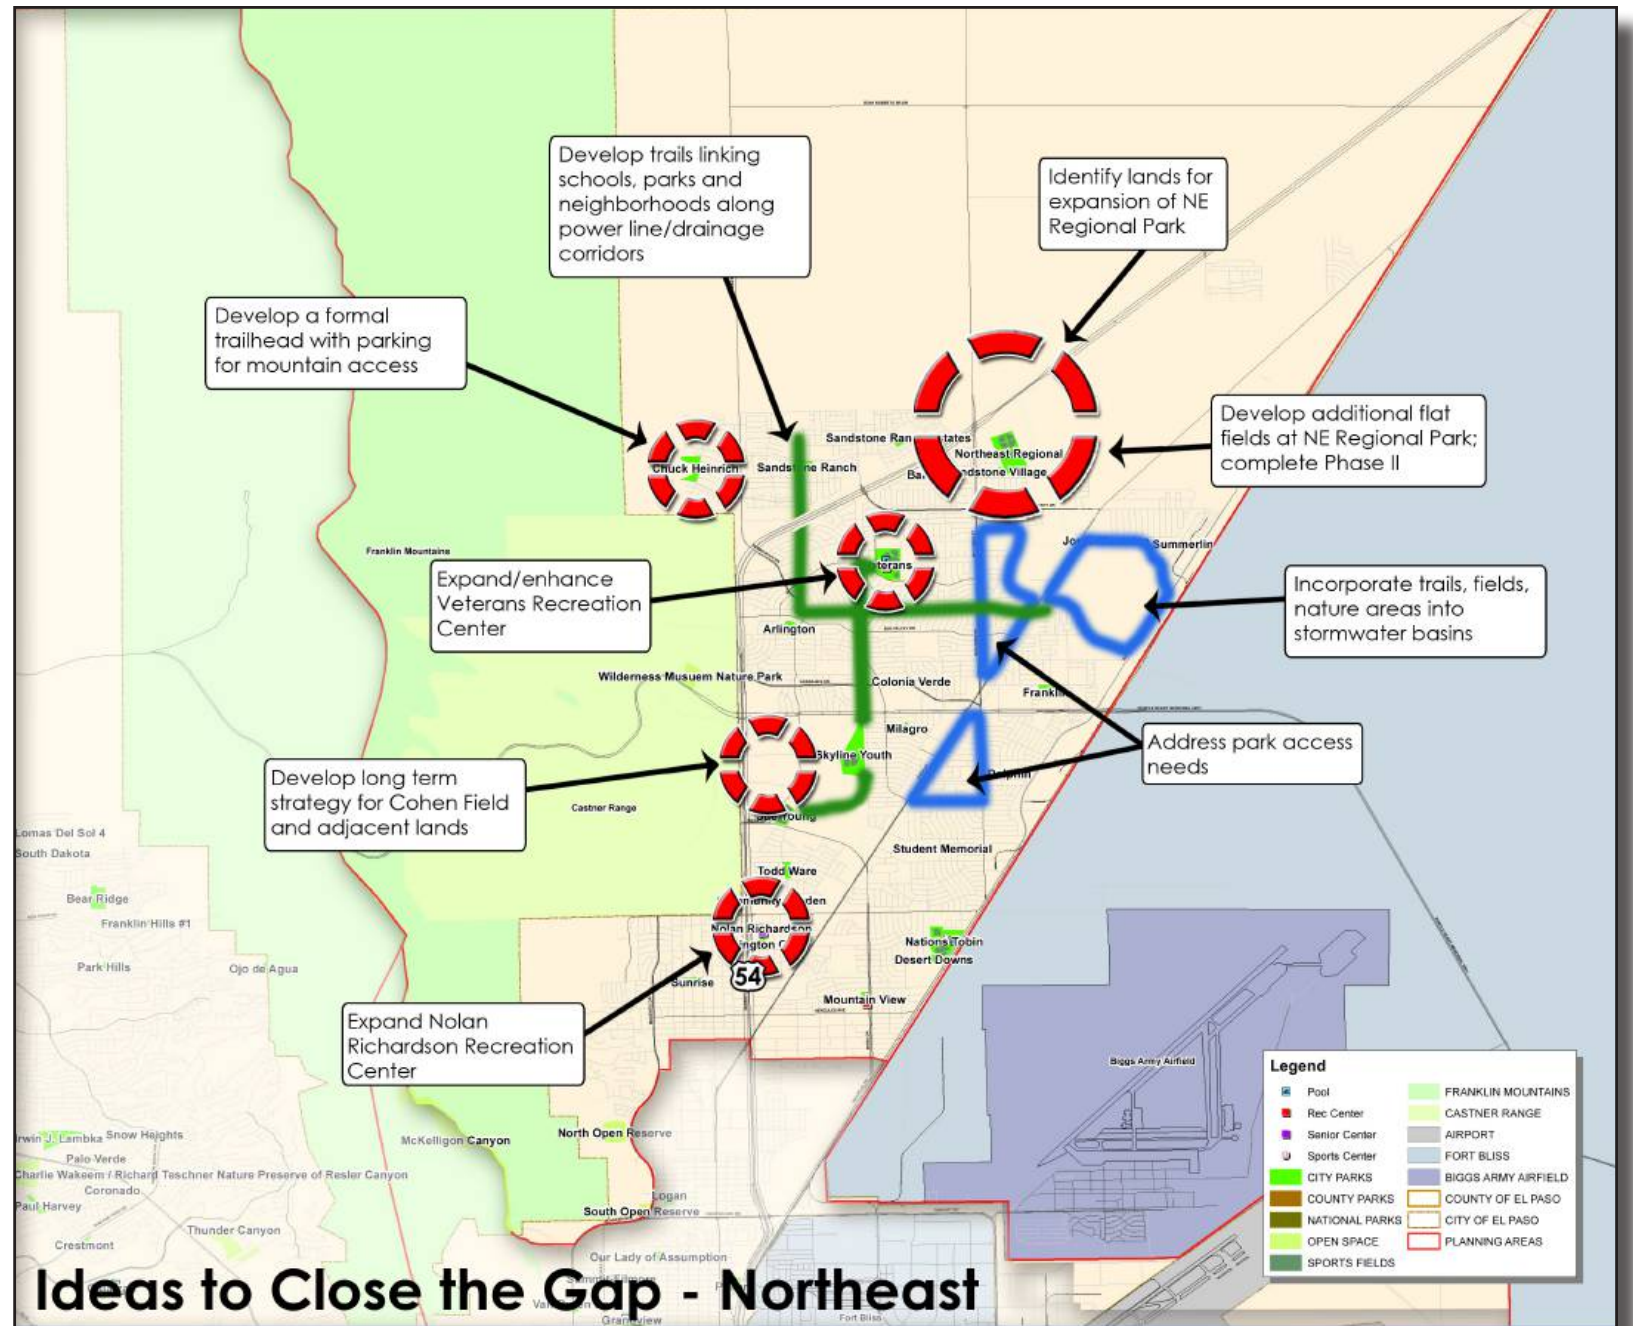 Develop trails linking
schools, parks and
neighborhoods along
power line/drainage
corridors
Identify lands for
expansion of NE
Regional Park
Develop a formal
trailhead with parking
for mountain access
Develop additional flat
fields at NE Regional Park;
complete Phase II
Chuck Heinrich
Sandstone Ranch
Northeast Regional
Franklin Mountains
Summerlin
Expand/enhance
Veterans Recreation
Center
Incorporate trails, fields,
nature areas into
stormwater basins
Arlington
Wilderness Musuem Nature Park
Colonia Verde
Milagro
Skyline Youth
Address park access
needs
Develop long term
strategy for Cohen Field
and adjacent lands
Castner Range
Lomas Del Sol 4
South Dakota
Student Memorial
Todd Ware
Bear Ridge
Franklin Hills #1
Nolan Richardson
Nations Tobin
Desert Downs
Park Hills
Ojo de Agua
54
Sunrise
Mountain View
Expand Nolan
Richardson Recreation
Center
Biggs Army Airfield
McKelligon Canyon
North Open Reserve
Snow Heights
Palo Verde
Charlie Wakeem / Richard Teschner Nature Preserve of Resler Canyon
Coronado
Paul Harvey
Logan
South Open Reserve
Thunder Canyon
Crestmont
Our Lady of Assumption
Fort Bliss
Legend
Pool
Rec Center
Senior Center
Sports Center
CITY PARKS
COUNTY PARKS
NATIONAL PARKS
OPEN SPACE
SPORTS FIELDS
FRANKLIN MOUNTAINS
CASTNER RANGE
AIRPORT
FORT BLISS
BIGGS ARMY AIRFIELD
COUNTY OF EL PASO
CITY OF EL PASO
PLANNING AREAS
Ideas to Close the Gap - Northeast